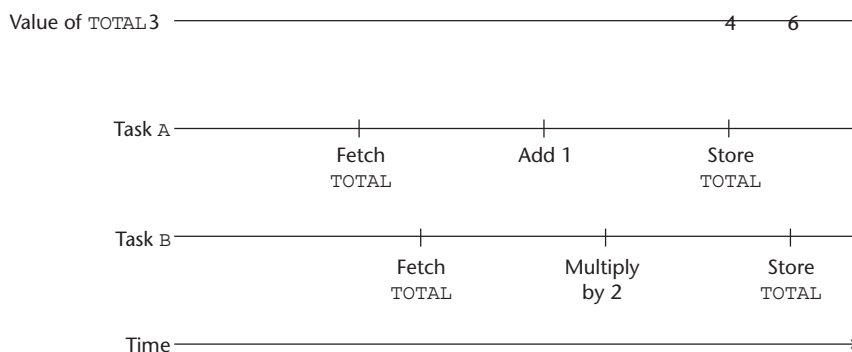 Value of TOTAL 3 4 6
Task A
Fetch Add 1 Store
TOTAL TOTAL
Task B
Fetch Multiply Store
TOTAL by 2 TOTAL
Time